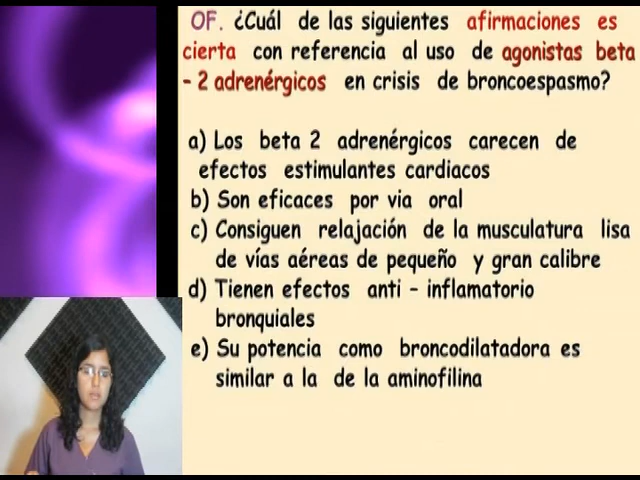 OF. ¿Cuál de las siguientes afirmaciones es
cierta con referencia al uso de agonistas beta
- 2 adrenérgicos en crisis de broncoespasmo?
a) Los beta 2 adrenérgicos carecen de
efectos estimulantes cardiacos
b) Son eficaces por via oral
c) Consiguen relajación de la musculatura lisa
de vías aéreas de pequeño y gran calibre
d) Tienen efectos anti - inflamatorio
bronquiales
e) Su potencia como broncodilatadora es
similar a la de la aminofilina